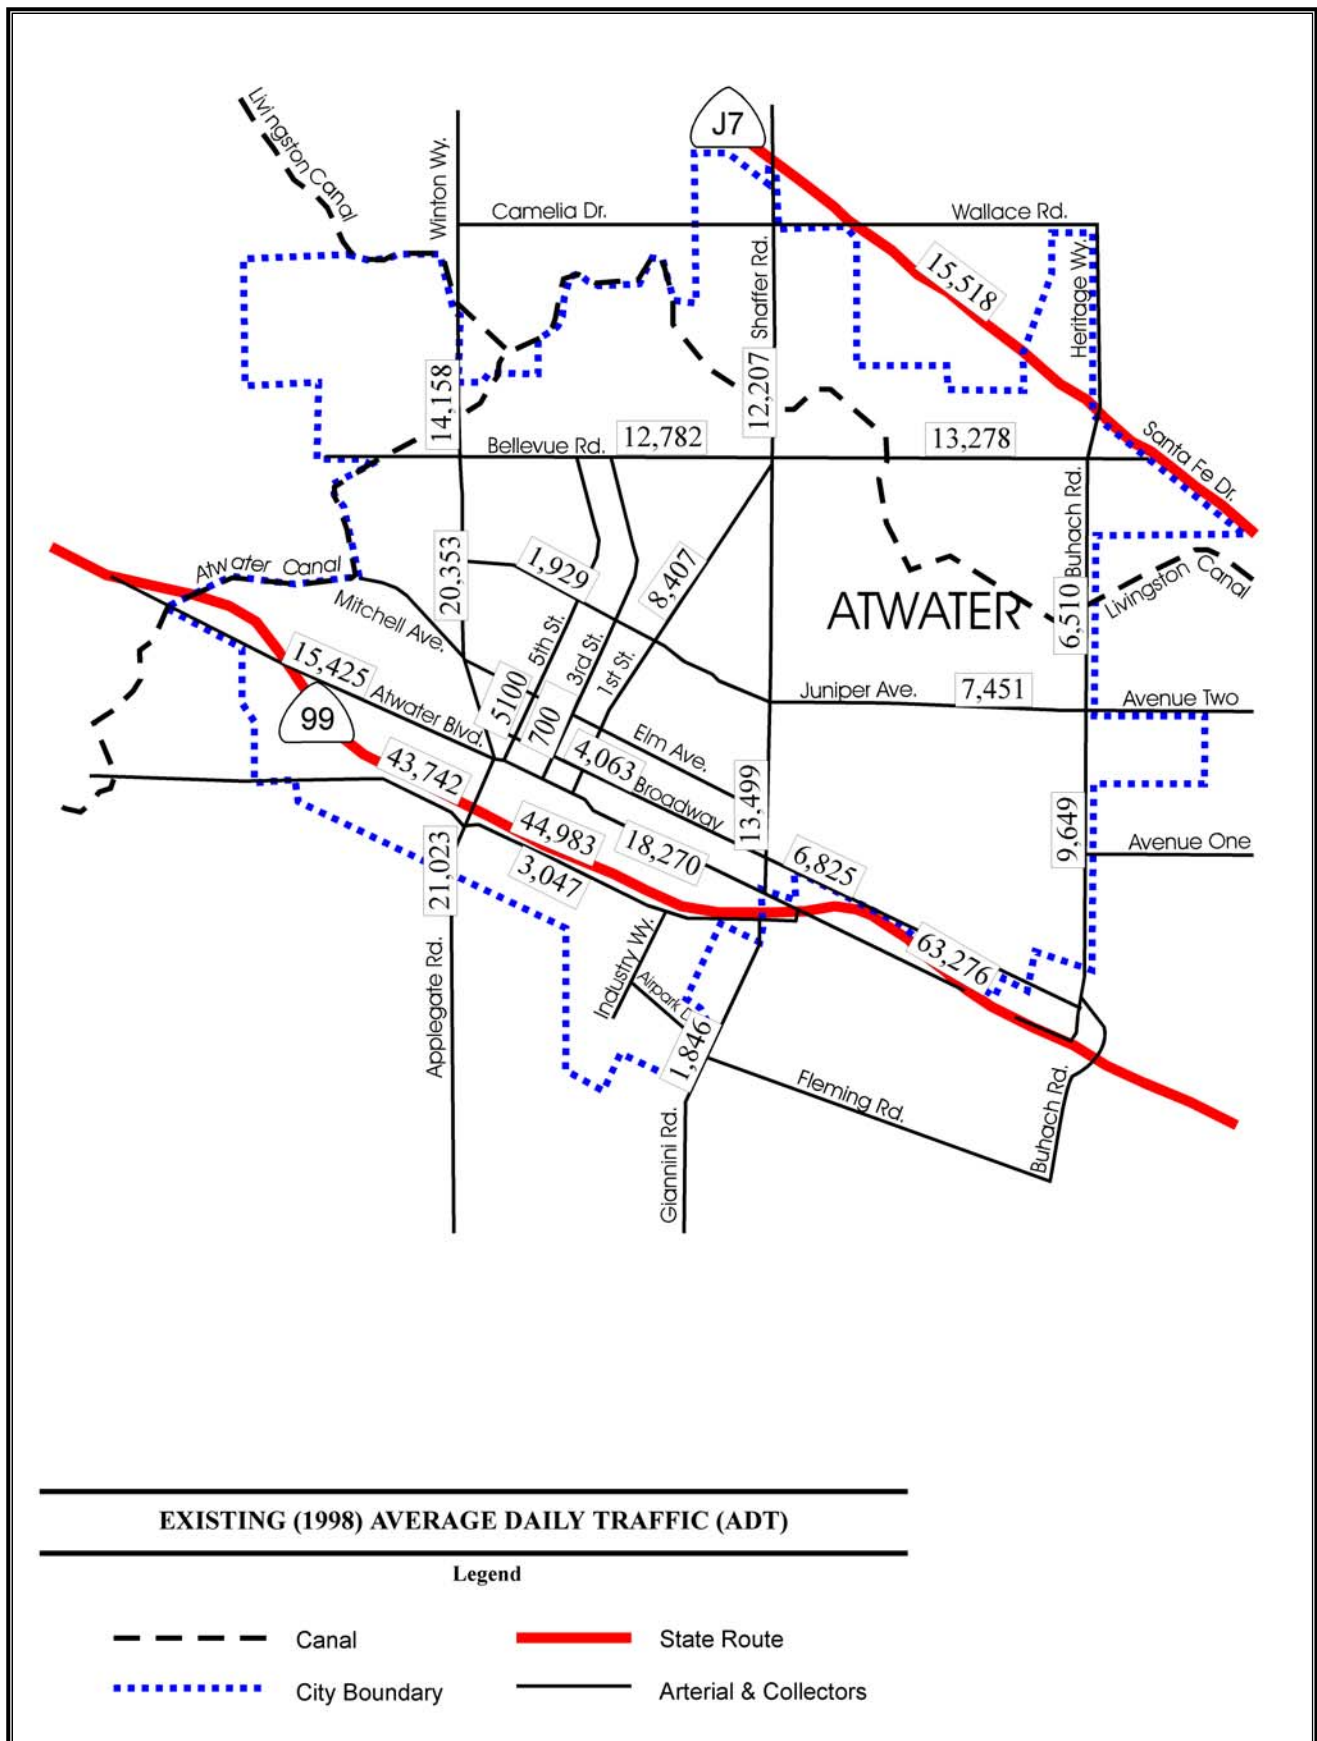 J7
Livingston Canal
Winton Wy.
Camelia Dr.
Wallace Rd.
Shaffer Rd.
Heritage Wy.
15,518
14,158
12,207
Bellevue Rd.
12,782
13,278
Santa Fe Dr.
Buhach Rd.
Atwater Canal
20,353
1,929
8,407
ATWATER
6,510
Livingston Canal
Mitchell Ave.
5th St.
3rd St.
1st St.
15,425
Atwater Blvd.
5100
700
Juniper Ave.
7,451
Avenue Two
99
43,742
4,063
Elm Ave.
Broadway
13,499
44,983
18,270
6,825
9,649
Avenue One
21,023
3,047
Industry Wy.
63,276
Applegate Rd.
Airpark
1,846
Fleming Rd.
Buhach Rd.
Giannini Rd.
EXISTING (1998) AVERAGE DAILY TRAFFIC (ADT)
Legend
Canal
State Route
City Boundary
Arterial & Collectors